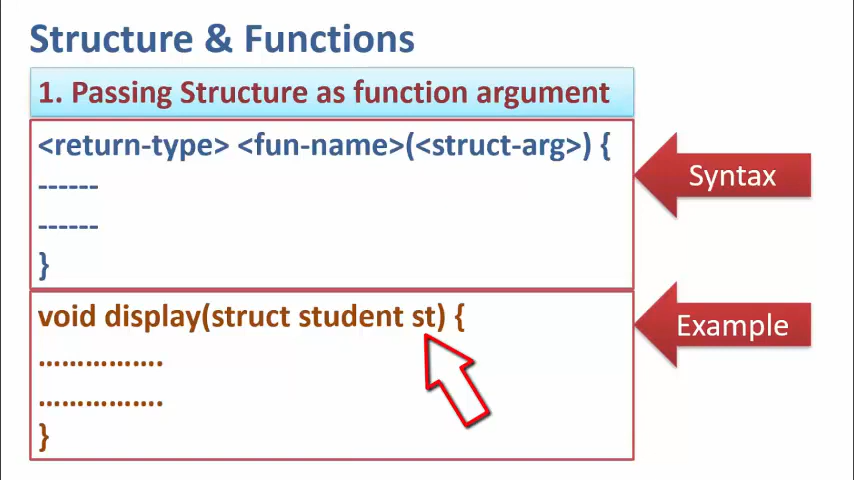 Structure & Functions
1. Passing Structure as function argument
<return-type> <fun-name>(<struct-arg>) {
------
------
}
Syntax
void display(struct student st) {
................
................
}
Example